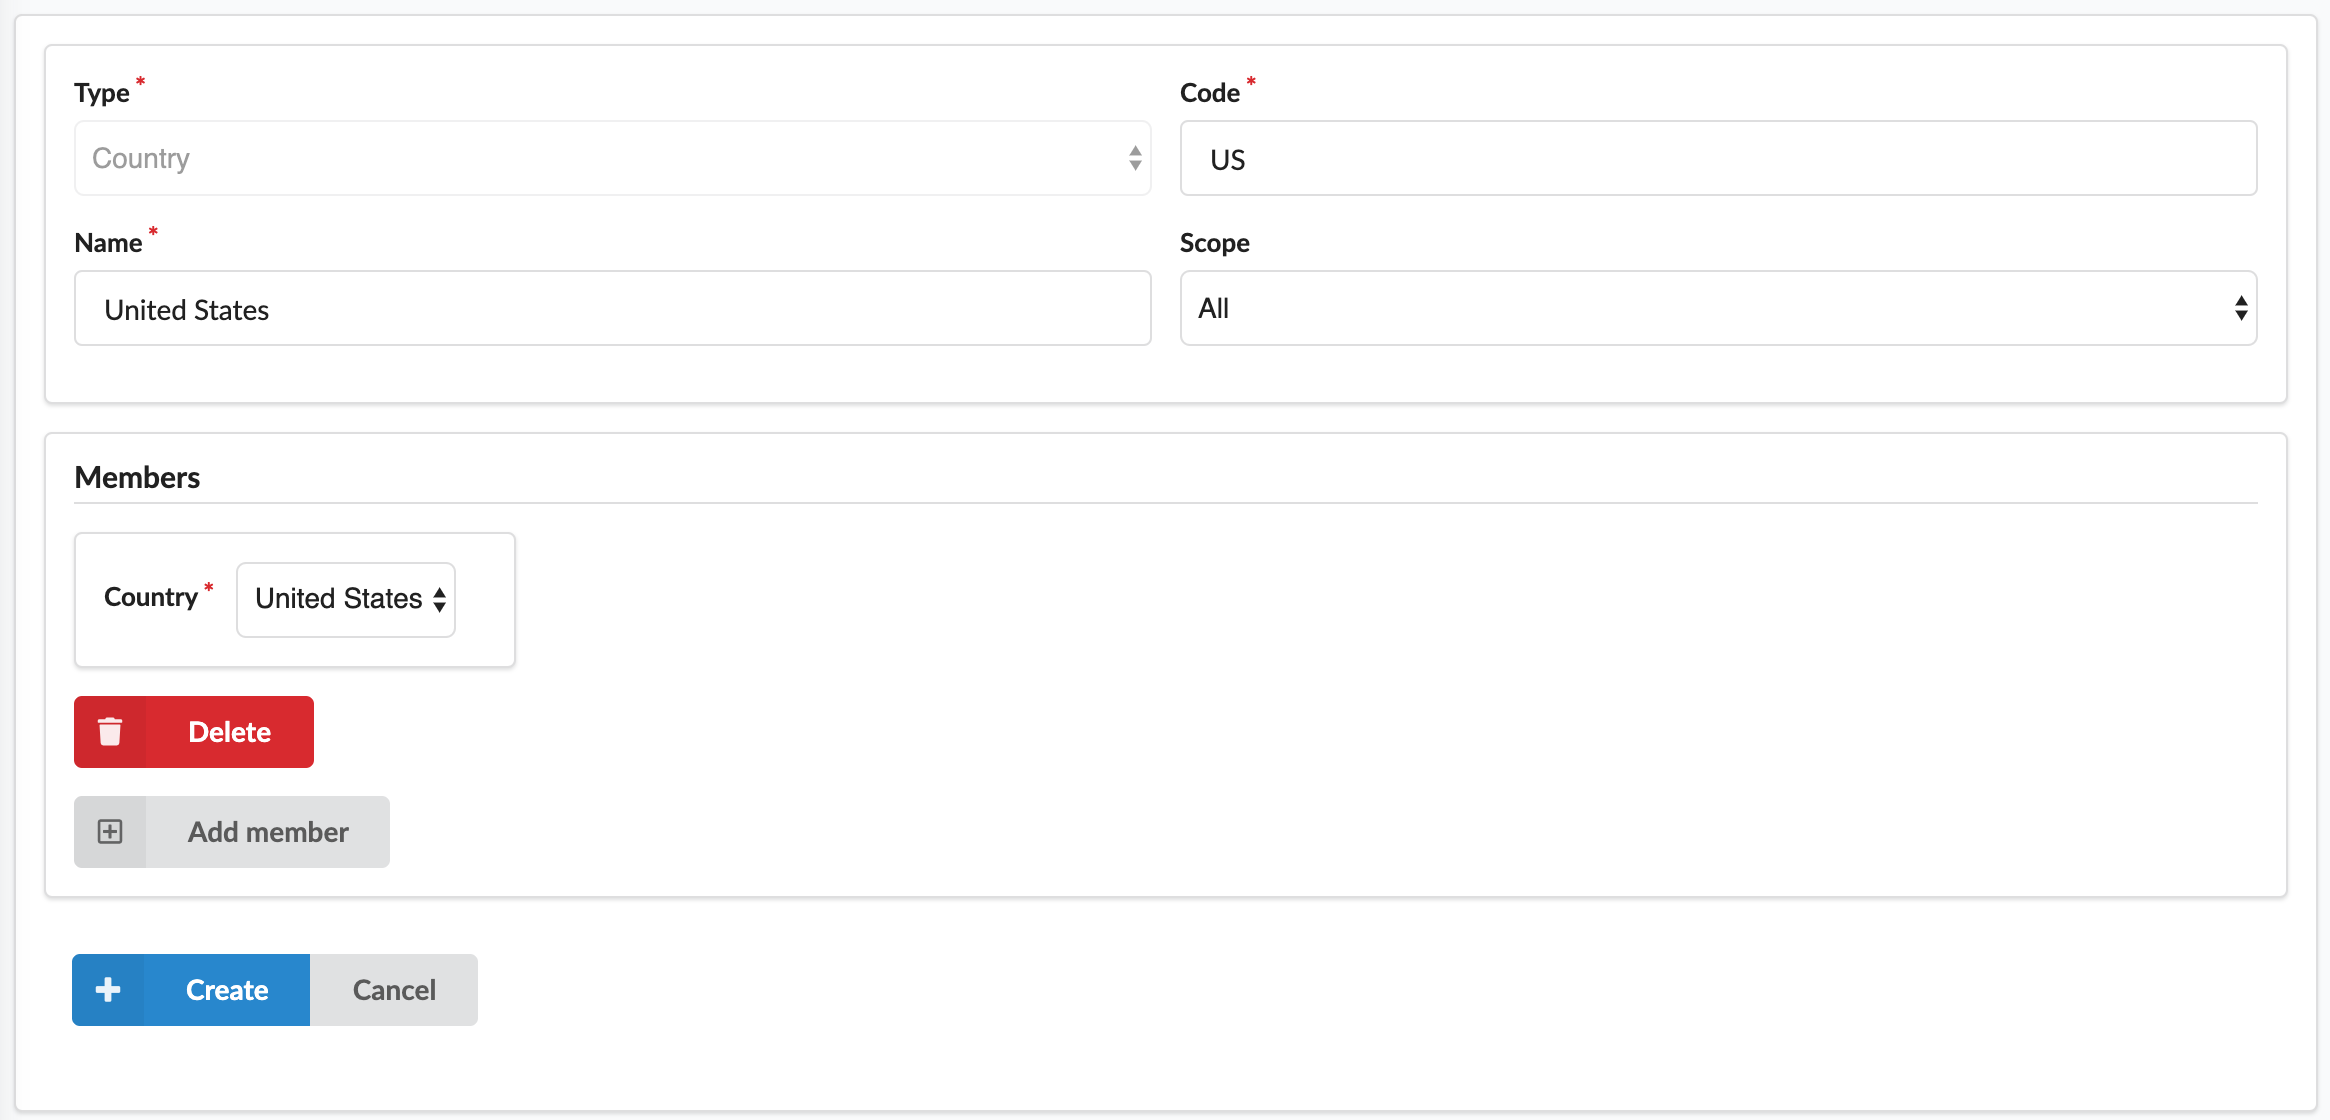 Type *
Code *
Country
US
Name *
Scope
United States
All
Members
Country * United States
Delete
Add member
Create Cancel